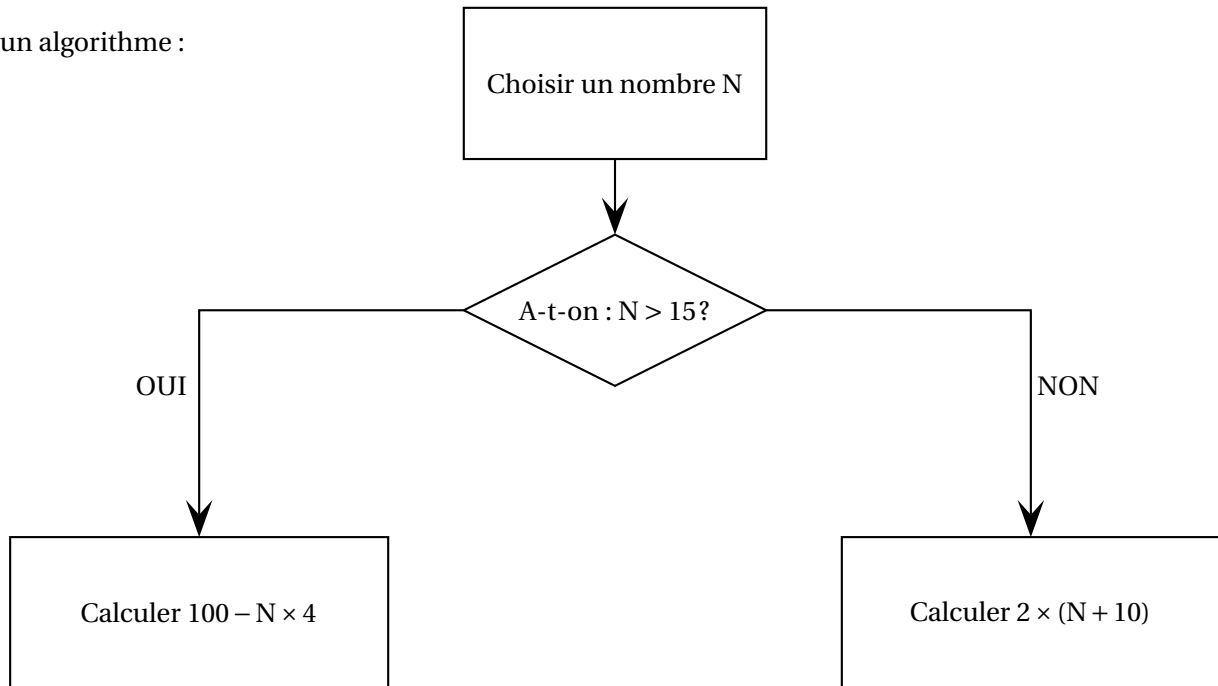 un algorithme :
Choisir un nombre N
A-t-on : N > 15?
OUI
NON
Calculer 100 – N × 4
Calculer 2 × (N + 10)